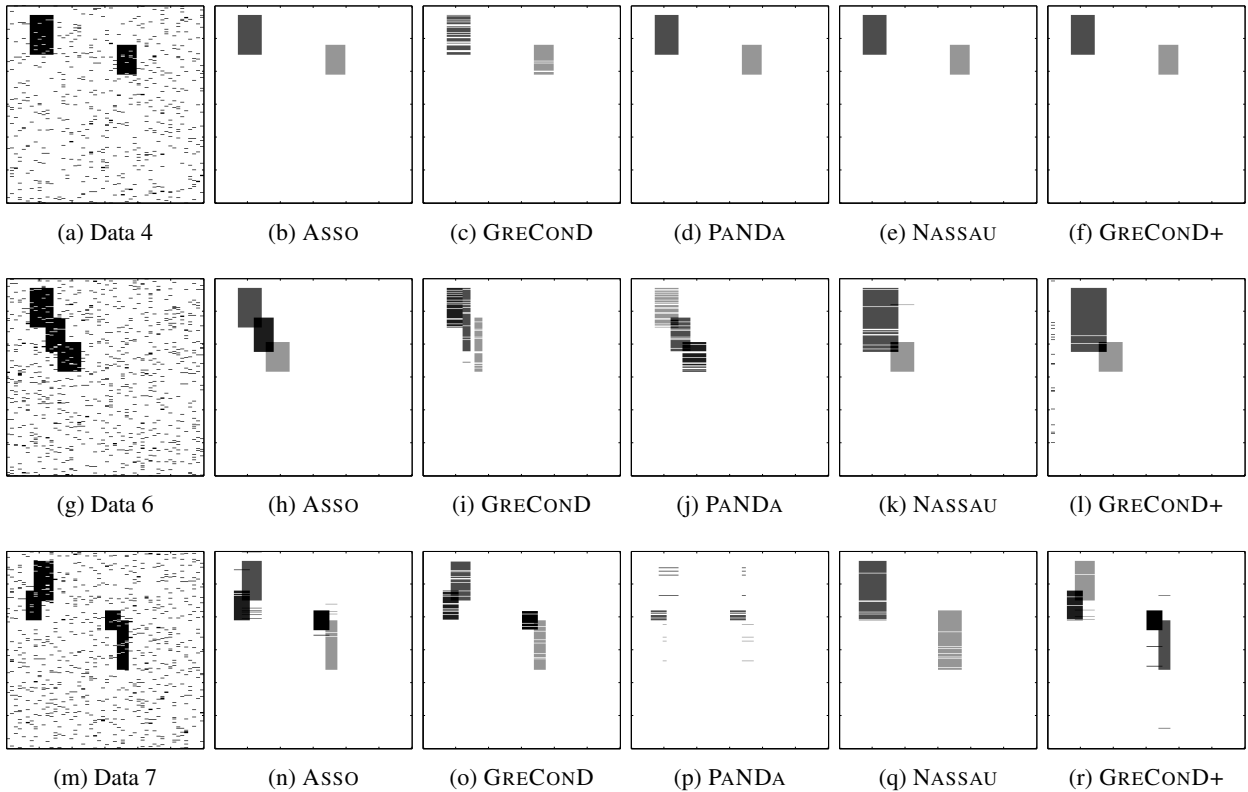 (a) Data 4 (b) ASSO (c) GRECOND (d) PANDA (e) NASSAU (f) GRECOND+
(g) Data 6 (h) ASSO (i) GRECOND (j) PANDA (k) NASSAU (l) GRECOND+
(m) Data 7 (n) ASSO (o) GRECOND (p) PANDA (q) NASSAU (r) GRECOND+